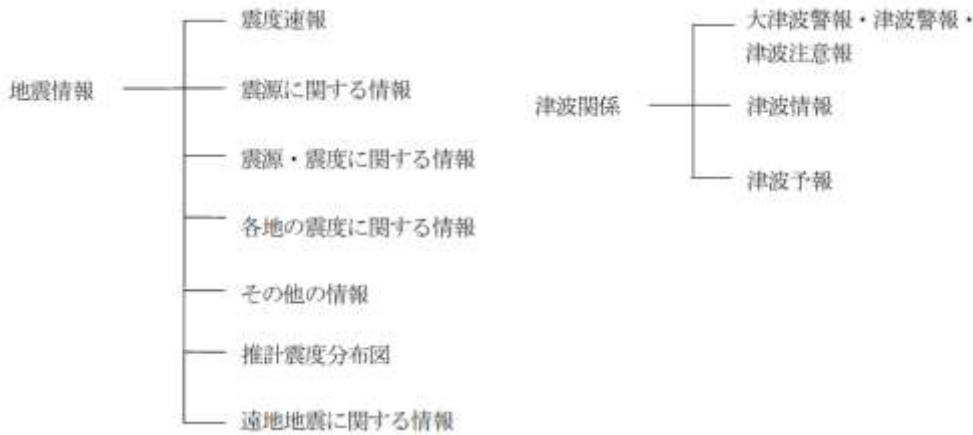 地震情報
震度速報
震源に関する情報
震源・震度に関する情報
各地の震度に関する情報
その他の情報
推計震度分布図
遠地地震に関する情報
津波関係
大津波警報・津波警報・
津波注意報
津波情報
津波予報